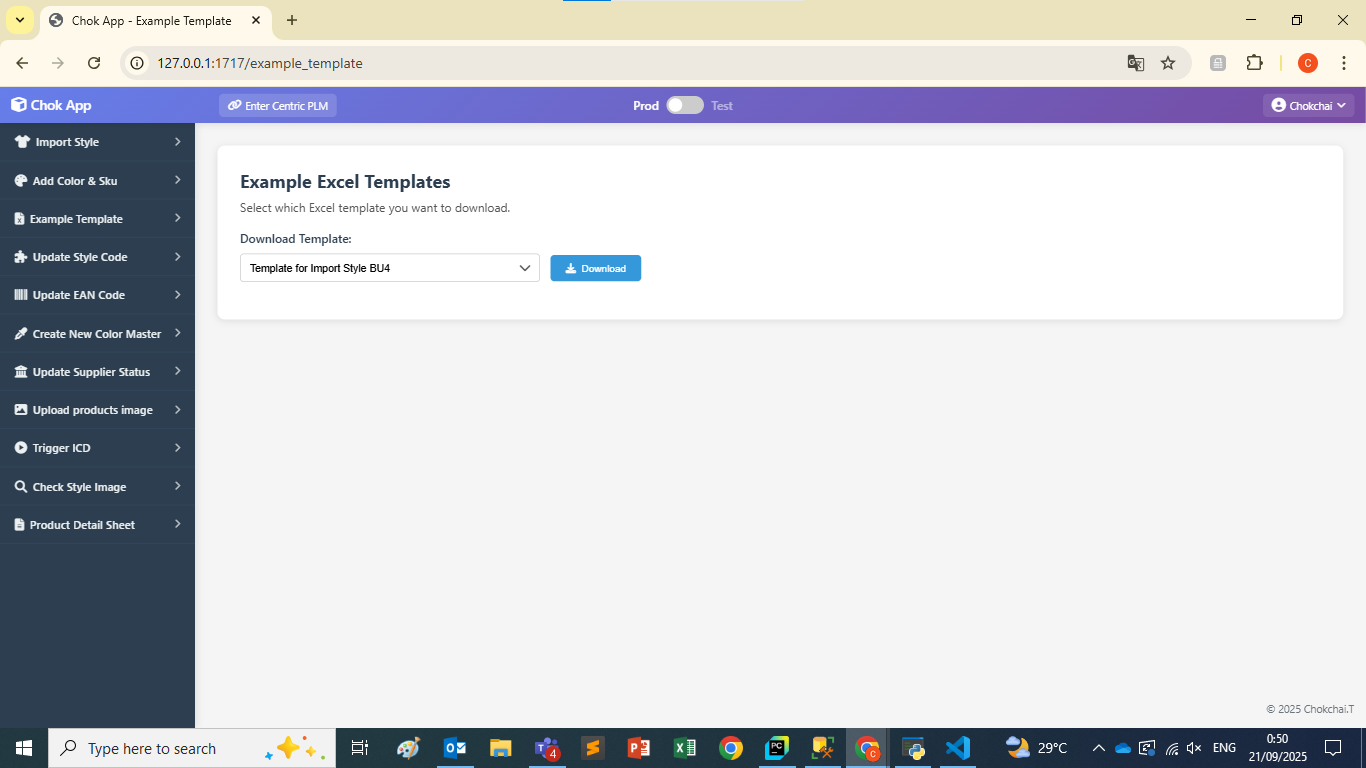 Chok App - Example Template
127.0.0.1:1717/example_template
C
Chok App
Enter Centric PLM
Prod
Test
Chokchai
Import Style
Add Color & Sku
Example Template
Update Style Code
Update EAN Code
Create New Color Master
Update Supplier Status
Upload products image
Trigger ICD
Check Style Image
Product Detail Sheet
Example Excel Templates
Select which Excel template you want to download.
Download Template:
Template for Import Style BU4
Download
© 2025 Chokchai.T
Type here to search
4
PC
C
29°C
ENG
0:50
21/09/2025